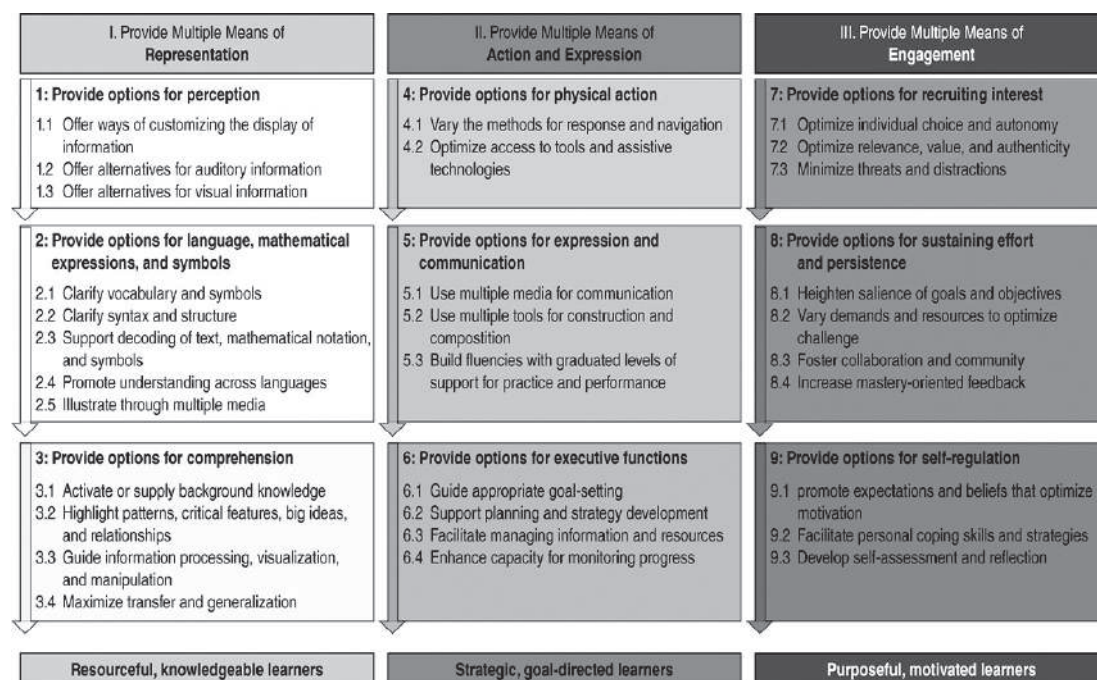 I. Provide Multiple Means of
Representation
1: Provide options for perception
1.1 Offer ways of customizing the display of
information
1.2 Offer alternatives for auditory information
1.3 Offer alternatives for visual information
2: Provide options for language, mathematical
expressions, and symbols
2.1 Clarify vocabulary and symbols
2.2 Clarify syntax and structure
2.3 Support decoding of text, mathematical notation,
and symbols
2.4 Promote understanding across languages
2.5 Illustrate through multiple media
3: Provide options for comprehension
3.1 Activate or supply background knowledge
3.2 Highlight patterns, critical features, big ideas,
and relationships
3.3 Guide information processing, visualization,
and manipulation
3.4 Maximize transfer and generalization
Resourceful, knowledgeable learners
II. Provide Multiple Means of
Action and Expression
4: Provide options for physical action
4.1 Vary the methods for response and navigation
4.2 Optimize access to tools and assistive
technologies
5: Provide options for expression and
communication
5.1 Use multiple media for communication
5.2 Use multiple tools for construction and
compostition
5.3 Build fluencies with graduated levels of
support for practice and performance
6: Provide options for executive functions
6.1 Guide appropriate goal-setting
6.2 Support planning and strategy development
6.3 Facilitate managing information and resources
6.4 Enhance capacity for monitoring progress
Strategic, goal-directed learners
III. Provide Multiple Means of
Engagement
7: Provide options for recruiting interest
7.1 Optimize individual choice and autonomy
7.2 Optimize relevance, value, and authenticity
7.3 Minimize threats and distractions
8: Provide options for sustaining effort
and persistence
8.1 Heighten salience of goals and objectives
8.2 Vary demands and resources to optimize
challenge
8.3 Foster collaboration and community
8.4 Increase mastery-oriented feedback
9: Provide options for self-regulation
9.1 promote expectations and beliefs that optimize
motivation
9.2 Facilitate personal coping skills and strategies
9.3 Develop self-assessment and reflection
Purposeful, motivated learners